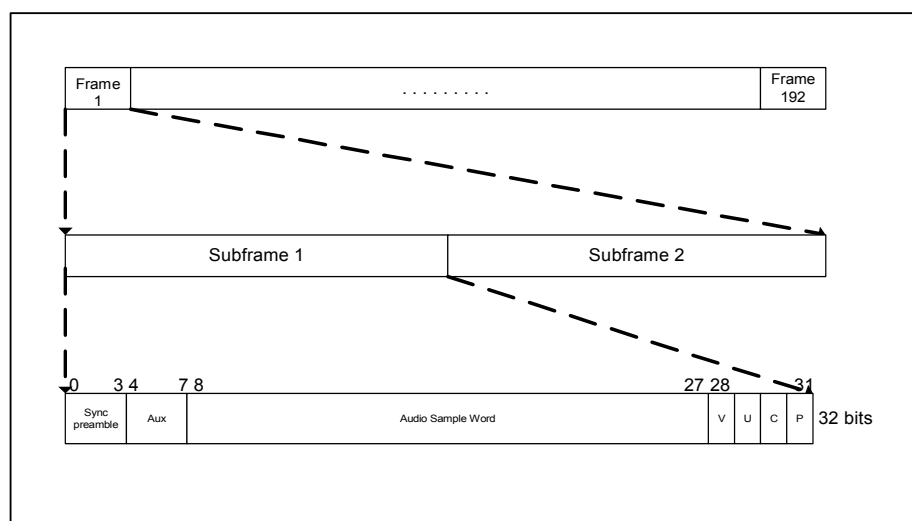 Frame 1 . . . . . . . . . Frame 192
Subframe 1 Subframe 2
0 3 4 7 8 27 28 31
Sync preamble Aux Audio Sample Word V U C P 32 bits